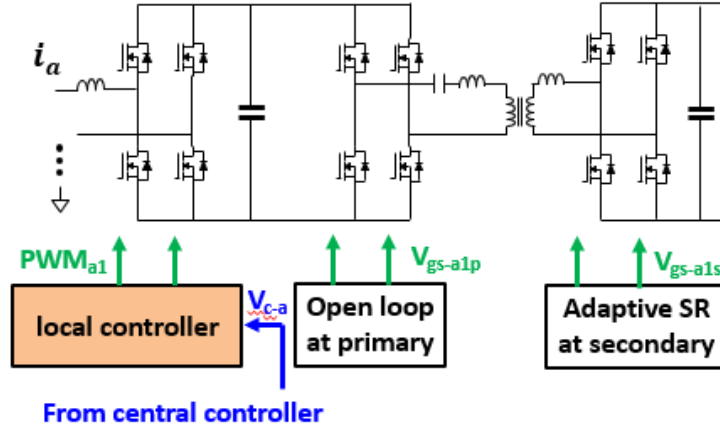 i_a
PWM_a1
V_gs-a1p
V_gs-a1s
V_c-a
local controller
Open loop
at primary
Adaptive SR
at secondary
From central controller